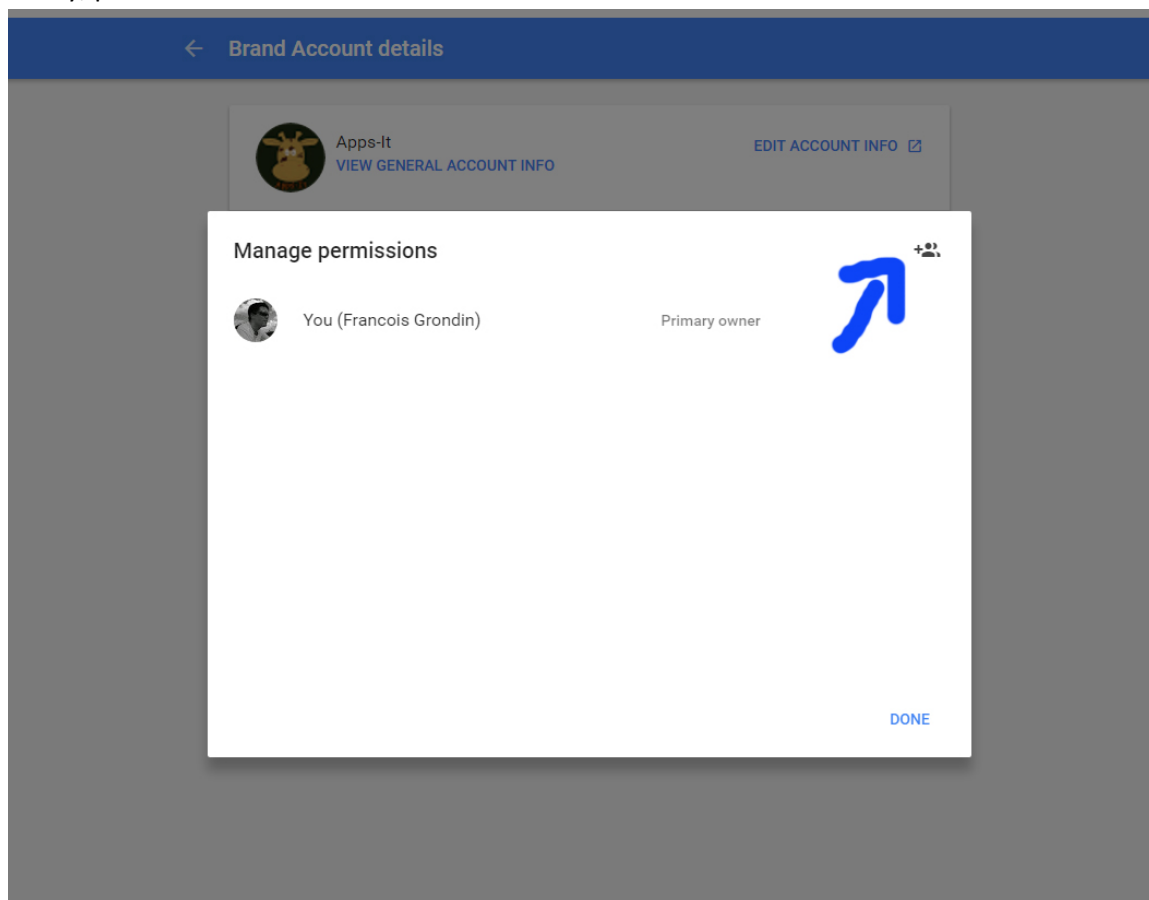 Brand Account details
Apps-It
VIEW GENERAL ACCOUNT INFO
EDIT ACCOUNT INFO
Manage permissions
You (Francois Grondin)
Primary owner
DONE